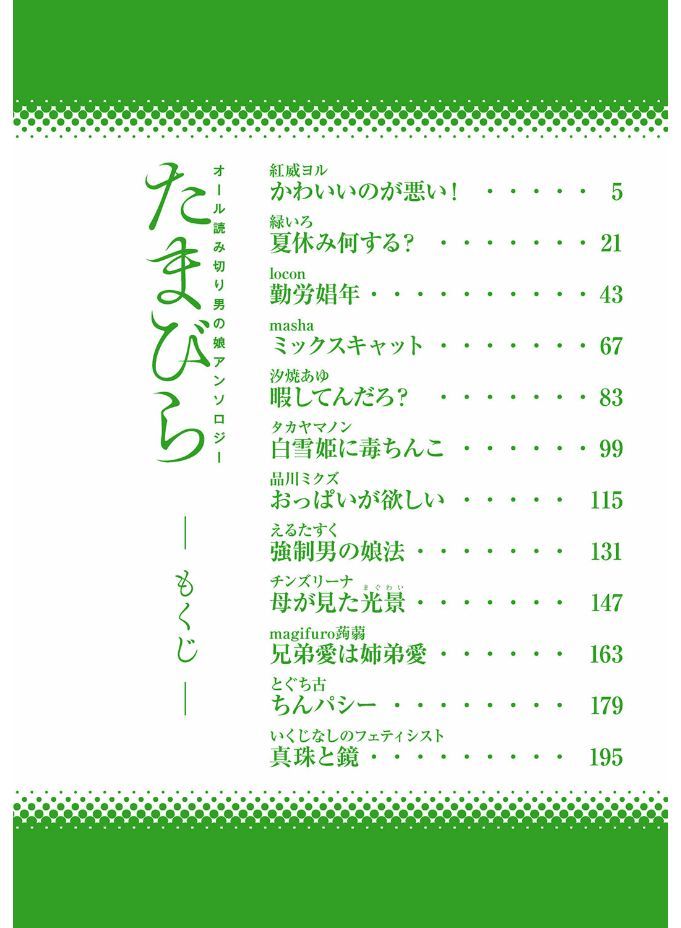 オール読み切り男の娘アンソロジー
たまびら
― もくじ ―
紅威ヨル
かわいいのが悪い! ・・・・・ 5
緑いろ
夏休み何する? ・・・・・・・ 21
locon
勤労娼年・・・・・・・・・・ 43
masha
ミックスキャット ・・・・・・・ 67
汐焼あゆ
暇してんだろ? ・・・・・・・ 83
タカヤマノン
白雪姫に毒ちんこ ・・・・・・ 99
品川ミクズ
おっぱいが欲しい ・・・・・ 115
えるたすく
強制男の娘法・・・・・・・ 131
チンズリーナ
まぐわい
母が見た光景・・・・・・・ 147
magifuro蒟蒻
兄弟愛は姉弟愛・・・・・・ 163
とぐち古
ちんパシー ・・・・・・・・ 179
いくじなしのフェティシスト
真珠と鏡・・・・・・・・・ 195